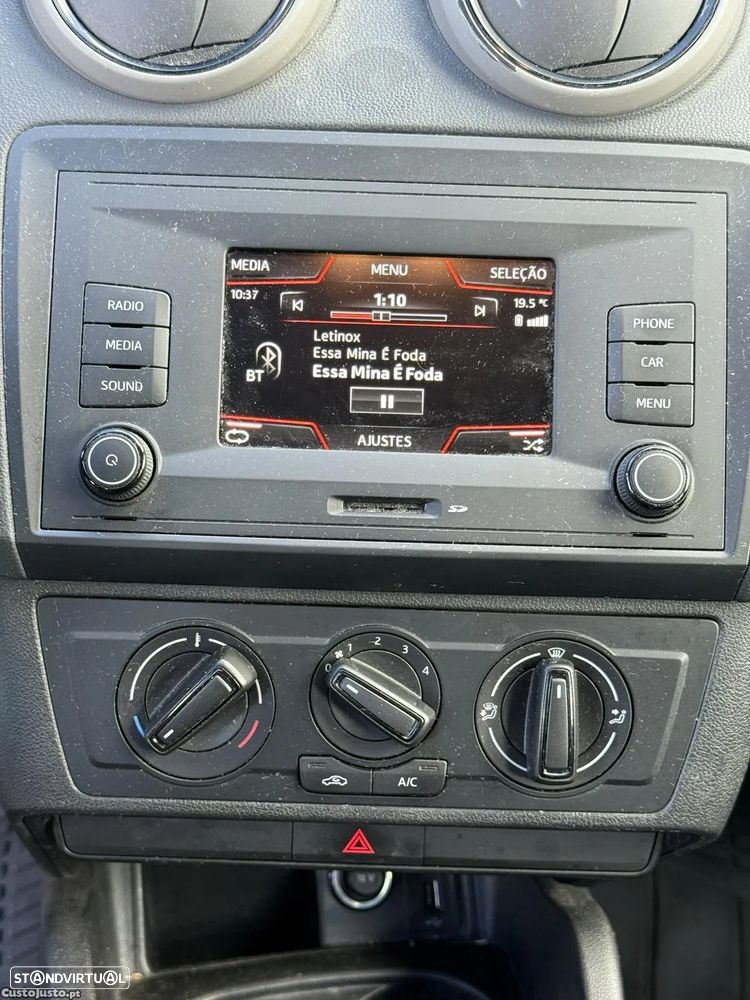 MEDIA MENU SELEÇÃO
10:37 1:10 19.5 °C
Letinox
Essa Mina É Foda
BT Essa Mina É Foda
AJUSTES
RADIO
MEDIA
SOUND
PHONE
CAR
MENU
SD
0 1 2 3 4
A/C
12 V
STANDVIRTUAL
CustoJusto.pt